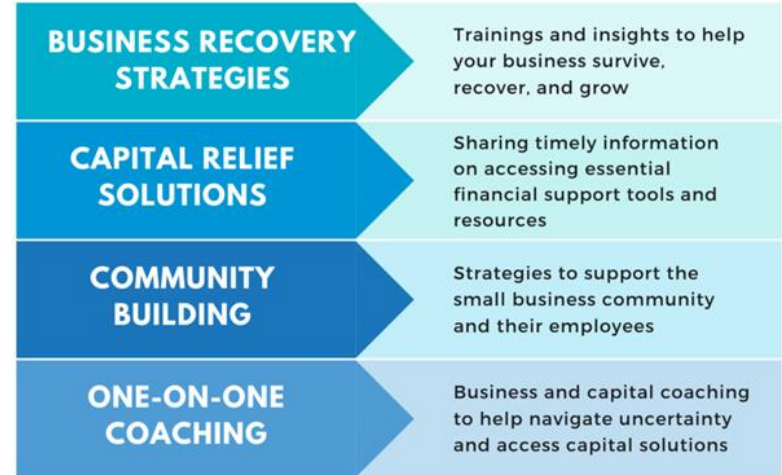 BUSINESS RECOVERY
STRATEGIES
Trainings and insights to help
your business survive,
recover, and grow
CAPITAL RELIEF
SOLUTIONS
Sharing timely information
on accessing essential
financial support tools and
resources
COMMUNITY
BUILDING
Strategies to support the
small business community
and their employees
ONE-ON-ONE
COACHING
Business and capital coaching
to help navigate uncertainty
and access capital solutions